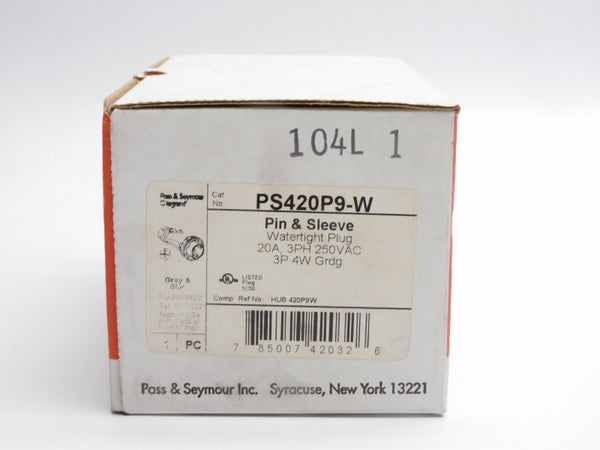 104L 1
Pass & Seymour
Legrand
Cat.
No.
PS420P9-W
Pin & Sleeve
Watertight Plug
20A, 3PH 250VAC
3P 4W Grdg.
Gray &
Blue
LISTED
Plug
Comp. Ref No. HUB 420P9W
1 PC
7 85007 42032 6
Pass & Seymour Inc. Syracuse, New York 13221